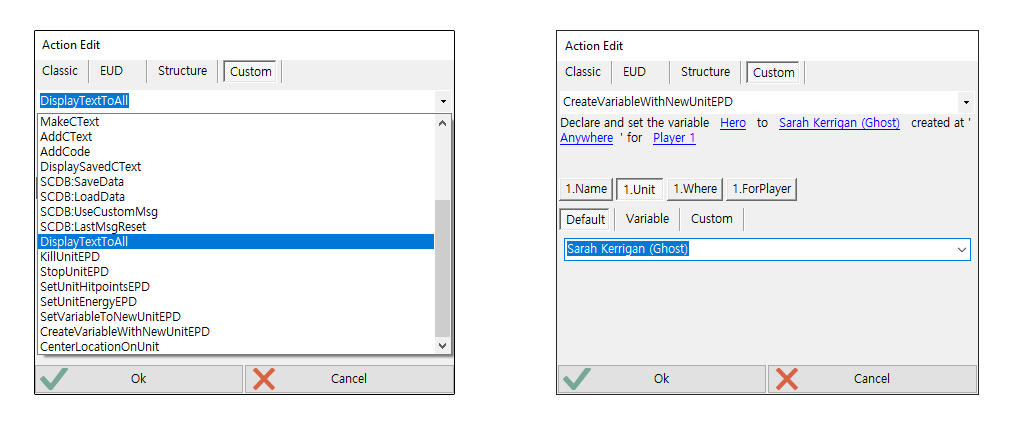 Action Edit
Classic EUD Structure Custom
DisplayTextToAll
MakeCText
AddCText
AddCode
DisplaySavedCText
SCDB:SaveData
SCDB:LoadData
SCDB:UseCustomMsg
SCDB:LastMsgReset
DisplayTextToAll
KillUnitEPD
StopUnitEPD
SetUnitHitpointsEPD
SetUnitEnergyEPD
SetVariableToNewUnitEPD
CreateVariableWithNewUnitEPD
CenterLocationOnUnit
Ok Cancel
Action Edit
Classic EUD Structure Custom
CreateVariableWithNewUnitEPD
Declare and set the variable Hero to Sarah Kerrigan (Ghost) created at '
Anywhere ' for Player 1
1.Name 1.Unit 1.Where 1.ForPlayer
Default Variable Custom
Sarah Kerrigan (Ghost)
Ok Cancel